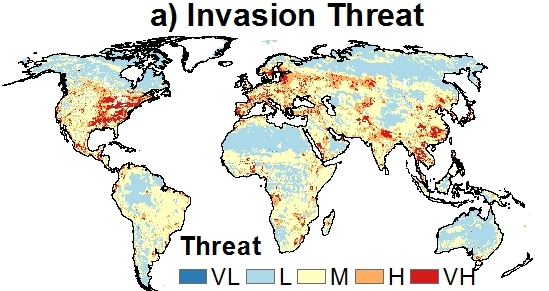 a) Invasion Threat
Threat
VL L M H VH